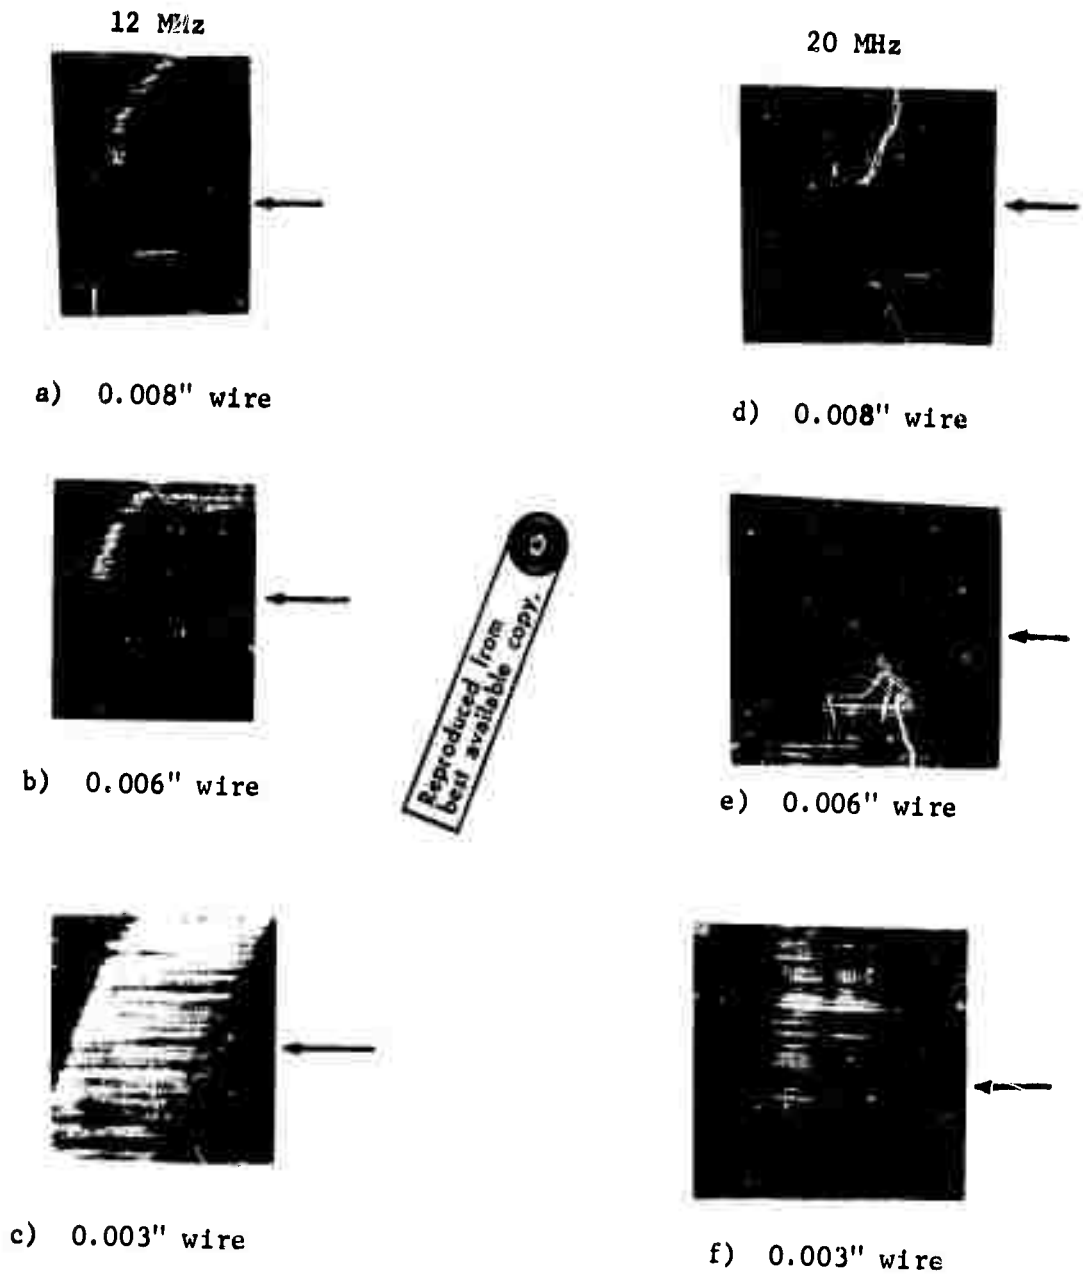 12 MHz
20 MHz
a) 0.008" wire
d) 0.008" wire
b) 0.006" wire
Reproduced from
best available copy.
e) 0.006" wire
c) 0.003" wire
f) 0.003" wire